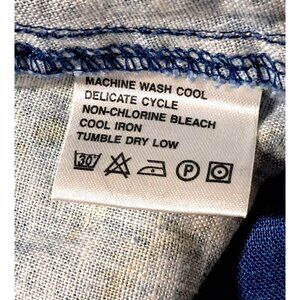 MACHINE WASH COOL
DELICATE CYCLE
NON-CHLORINE BLEACH
COOL IRON
TUMBLE DRY LOW
30° P